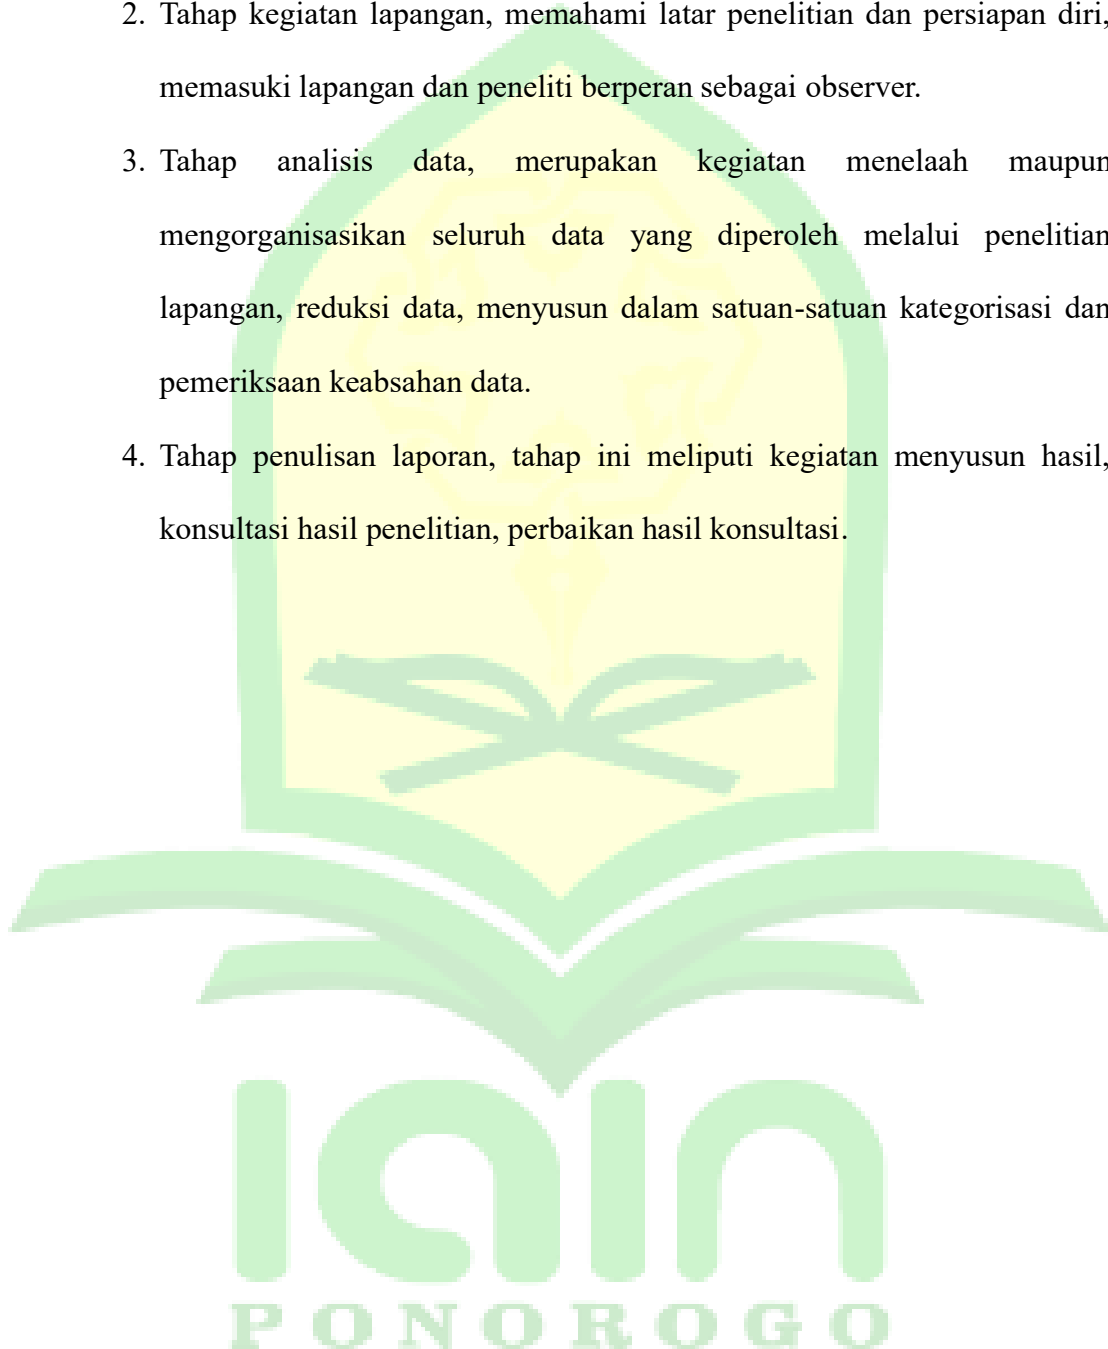 2. Tahap kegiatan lapangan, memahami latar penelitian dan persiapan diri,
memasuki lapangan dan peneliti berperan sebagai observer.
3. Tahap analisis data, merupakan kegiatan menelaah maupun
mengorganisasikan seluruh data yang diperoleh melalui penelitian
lapangan, reduksi data, menyusun dalam satuan-satuan kategorisasi dan
pemeriksaan keabsahan data.
4. Tahap penulisan laporan, tahap ini meliputi kegiatan menyusun hasil,
konsultasi hasil penelitian, perbaikan hasil konsultasi.
iain
PONOROGO